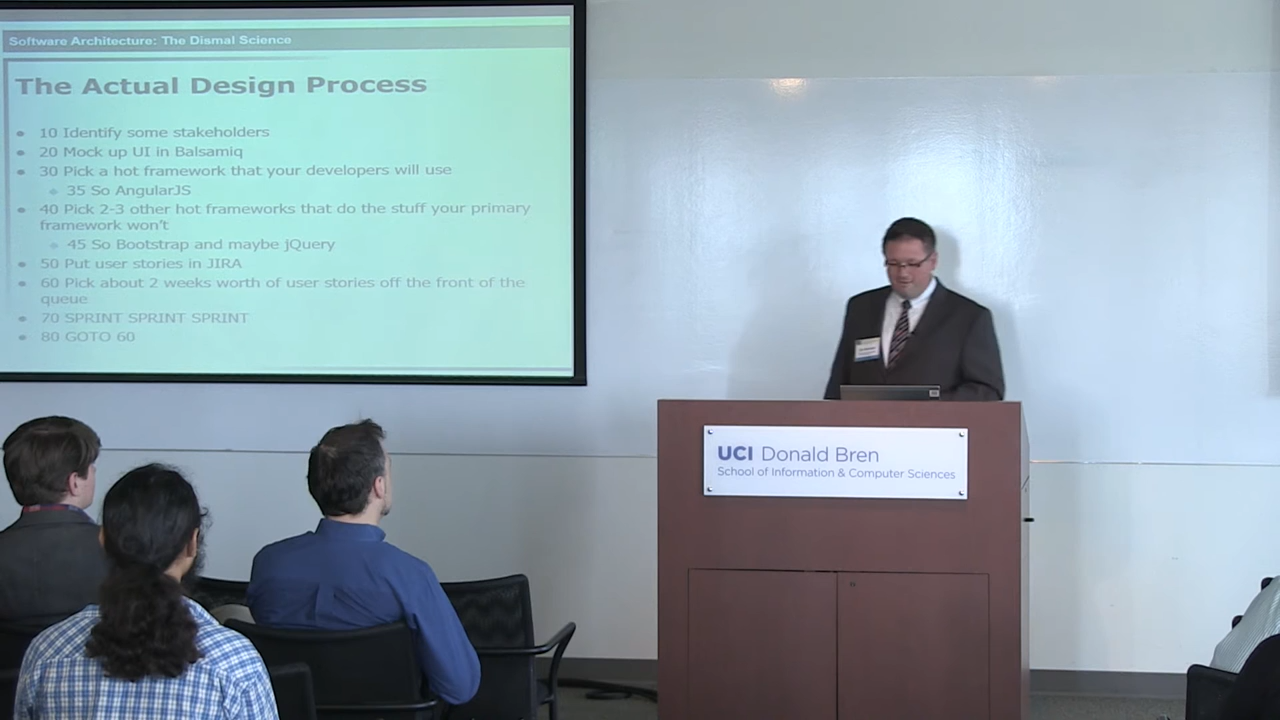 Software Architecture: The Dismal Science
The Actual Design Process
10 Identify some stakeholders
20 Mock up UI in Balsamiq
30 Pick a hot framework that your developers will use
35 So AngularJS
40 Pick 2-3 other hot frameworks that do the stuff your primary
framework won't
45 So Bootstrap and maybe jQuery
50 Put user stories in JIRA
60 Pick about 2 weeks worth of user stories off the front of the
queue
70 SPRINT SPRINT SPRINT
80 GOTO 60
UCI Donald Bren
School of Information & Computer Sciences